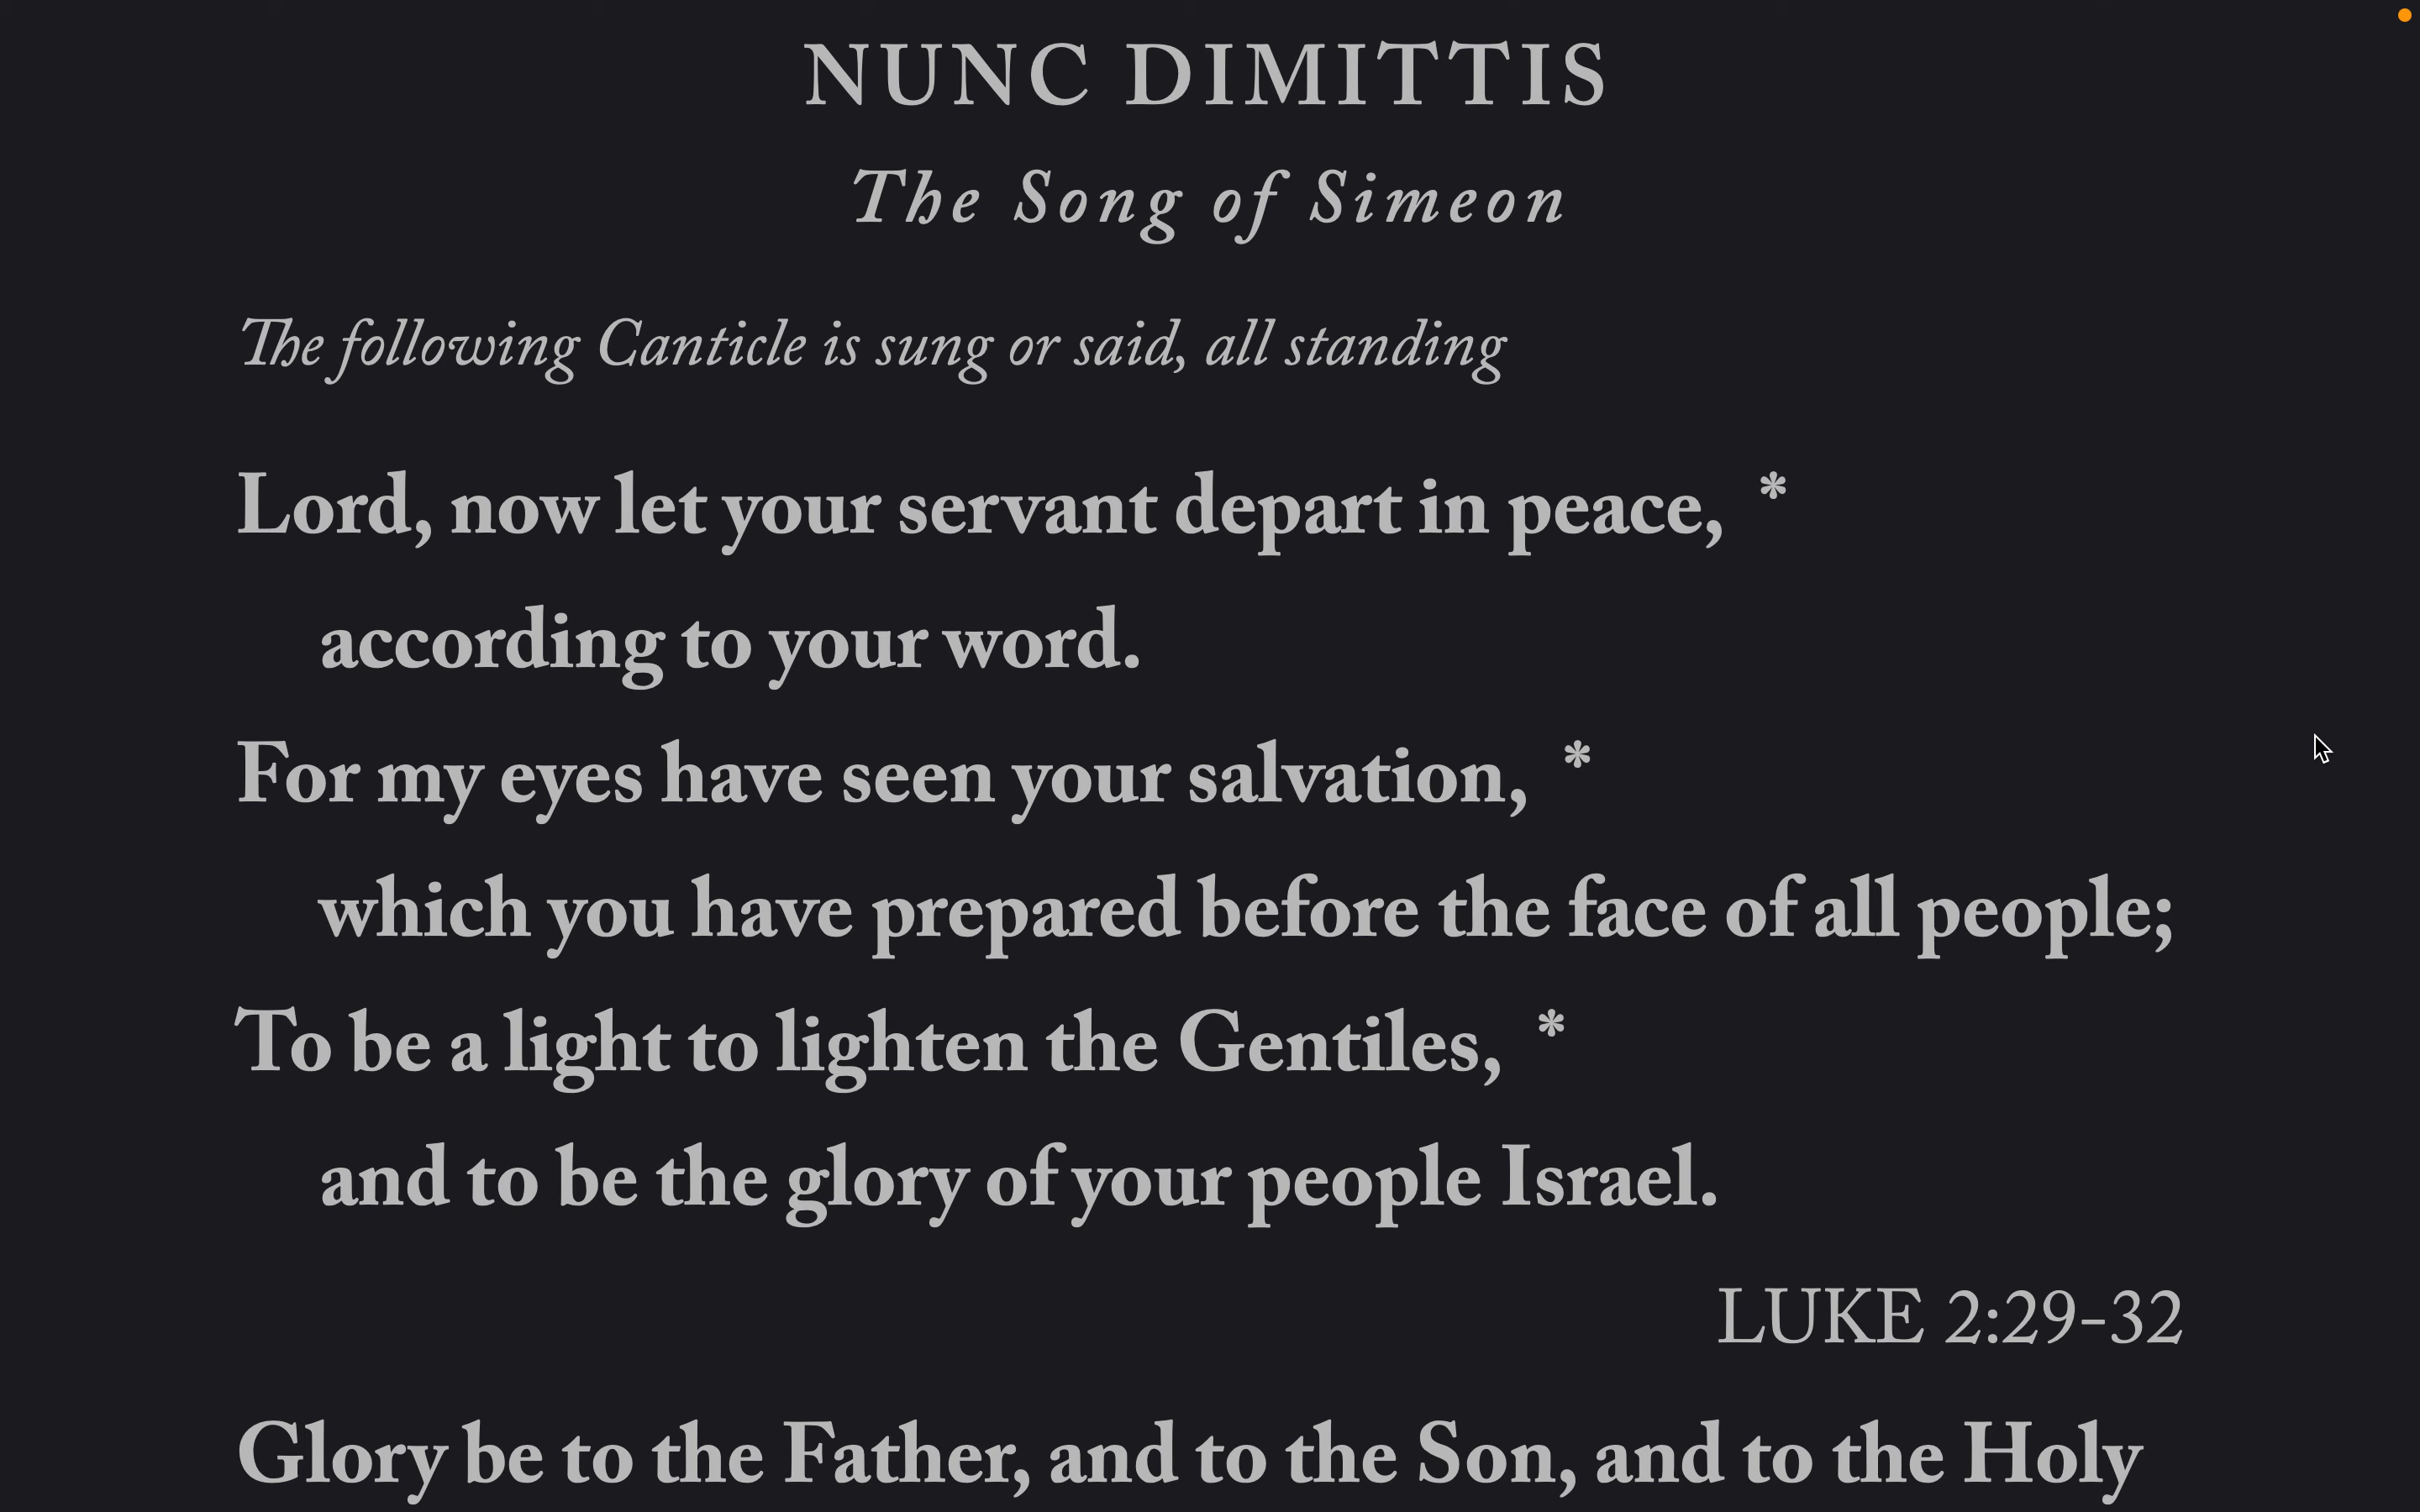 NUNC DIMITTIS
The Song of Simeon
The following Canticle is sung or said, all standing
Lord, now let your servant depart in peace, *
according to your word.
For my eyes have seen your salvation, *
which you have prepared before the face of all people;
To be a light to lighten the Gentiles, *
and to be the glory of your people Israel.
LUKE 2:29–32
Glory be to the Father, and to the Son, and to the Holy